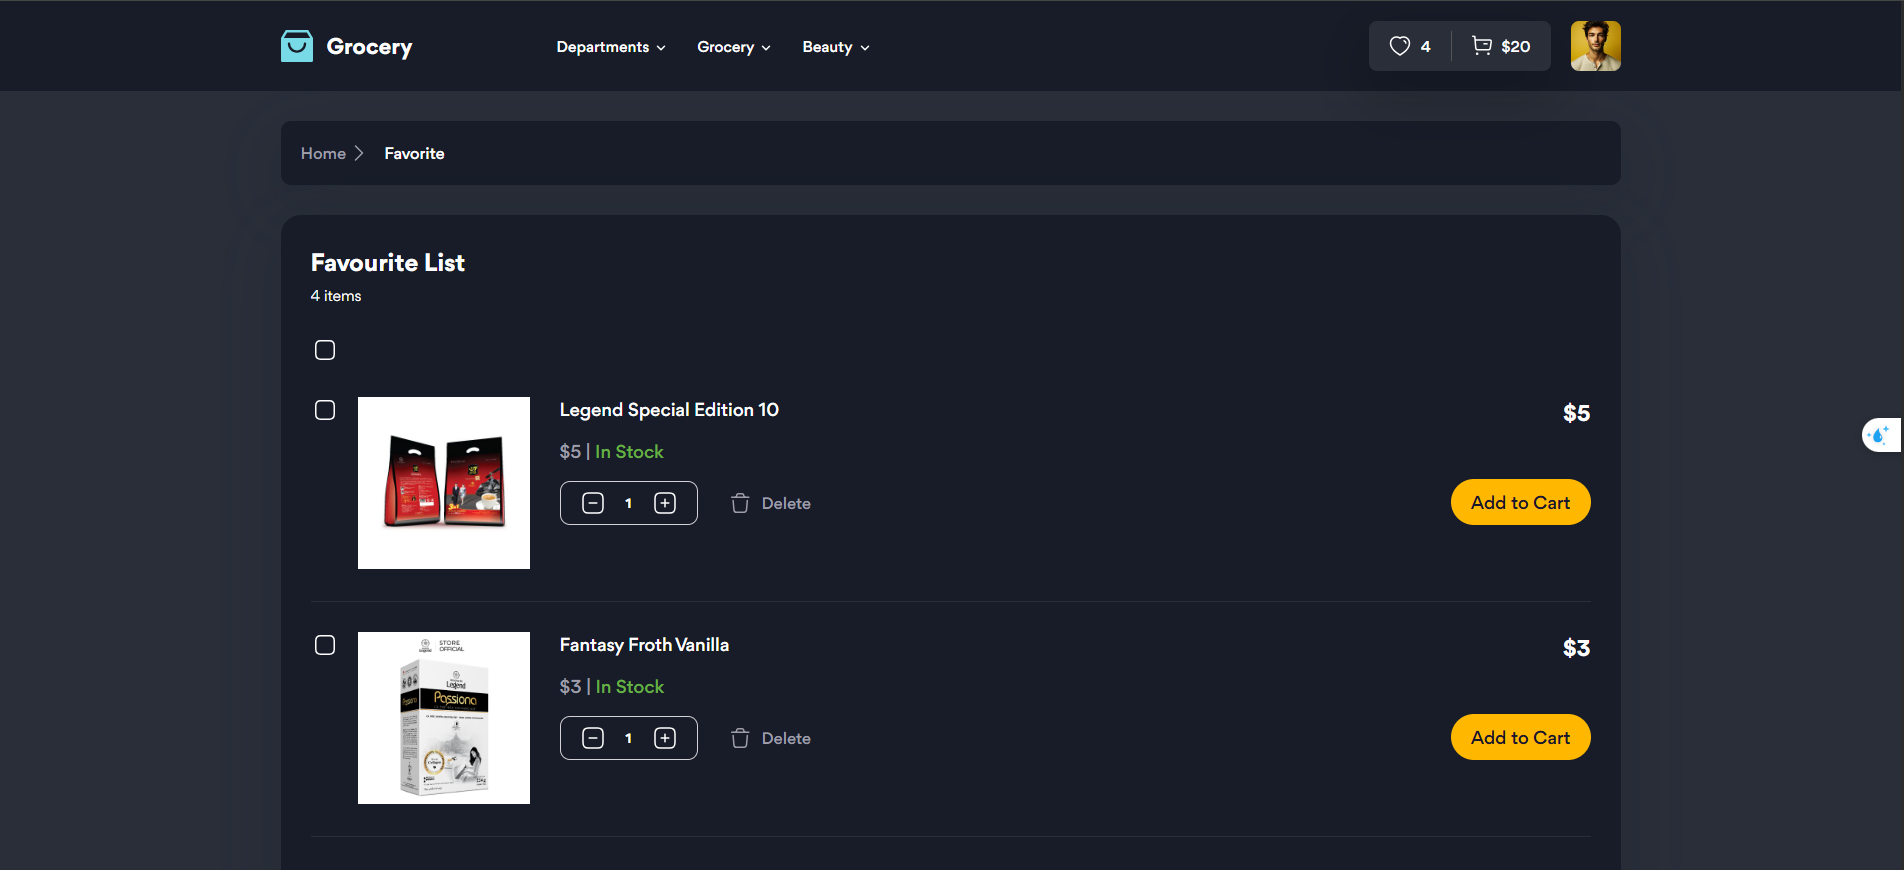 Grocery
Departments Grocery Beauty
4 $20
Home Favorite
Favourite List
4 items
Legend Special Edition 10
$5
$5 | In Stock
1
Delete
Add to Cart
STORE
OFFICIAL
Legend
Passiona
Fantasy Froth Vanilla
$3
$3 | In Stock
1
Delete
Add to Cart